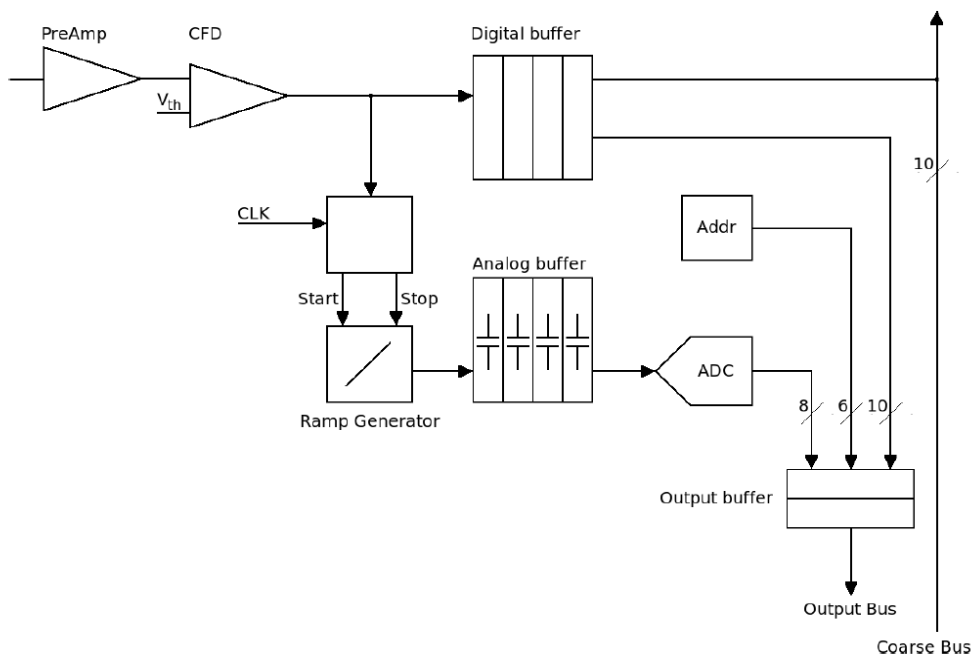 PreAmp
CFD
Digital buffer
Vth
10
CLK
Addr
Analog buffer
Start
Stop
ADC
Ramp Generator
8
6
10
Output buffer
Output Bus
Coarse Bus